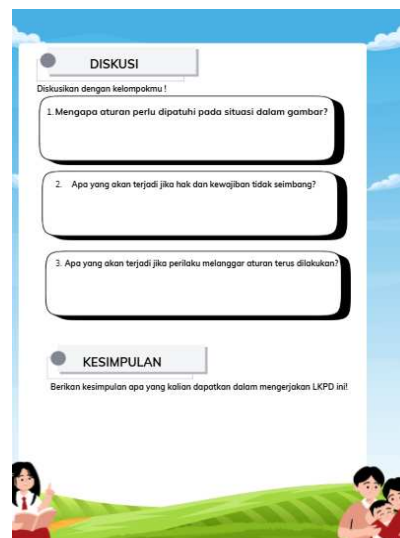 DISKUSI
Diskusikan dengan kelompokmu !
1. Mengapa aturan perlu dipatuhi pada situasi dalam gambar?
2. Apa yang akan terjadi jika hak dan kewajiban tidak seimbang?
3. Apa yang akan terjadi jika perilaku melanggar aturan terus dilakukan?
KESIMPULAN
Berikan kesimpulan apa yang kalian dapatkan dalam mengerjakan LKPD ini!